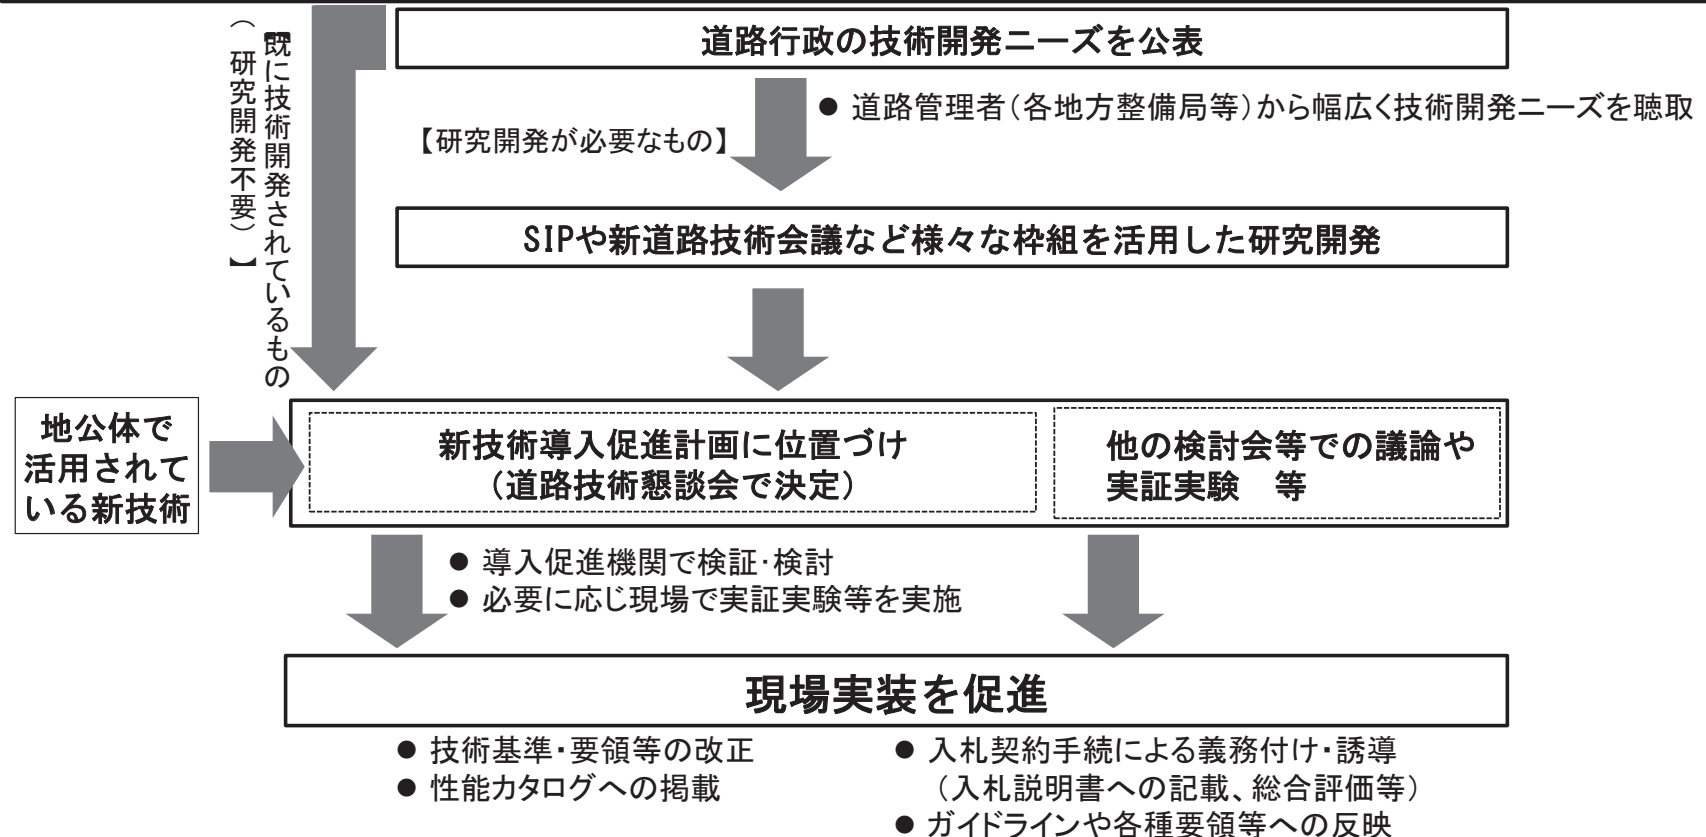 道路行政の技術開発ニーズを公表
【既に技術開発されているもの
（研究開発不要）】
● 道路管理者（各地方整備局等）から幅広く技術開発ニーズを聴取
【研究開発が必要なもの】
SIPや新道路技術会議など様々な枠組を活用した研究開発
地公体で
活用されて
いる新技術
新技術導入促進計画に位置づけ
（道路技術懇談会で決定）
他の検討会等での議論や
実証実験　等
● 導入促進機関で検証・検討
● 必要に応じ現場で実証実験等を実施
現場実装を促進
● 技術基準・要領等の改正
● 性能カタログへの掲載
● 入札契約手続による義務付け・誘導
（入札説明書への記載、総合評価等）
● ガイドラインや各種要領等への反映